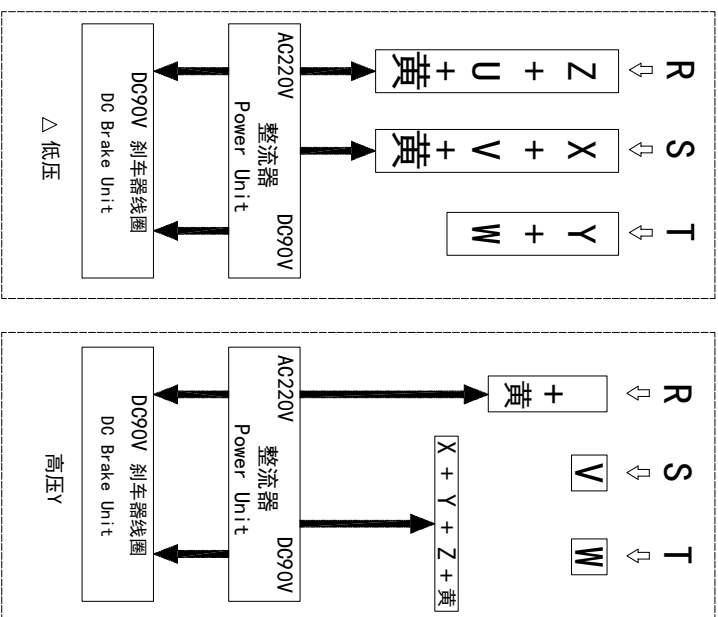 R
S
T
Z + U +黄
X + V +黄
Y + W
AC220V
DC90V
整流器
Power Unit
DC90V 刹车器线圈
DC Brake Unit
△ 低压
R
S
T
+ 黄
V
W
X + Y + Z +黄
AC220V
DC90V
整流器
Power Unit
DC90V 刹车器线圈
DC Brake Unit
高压Y